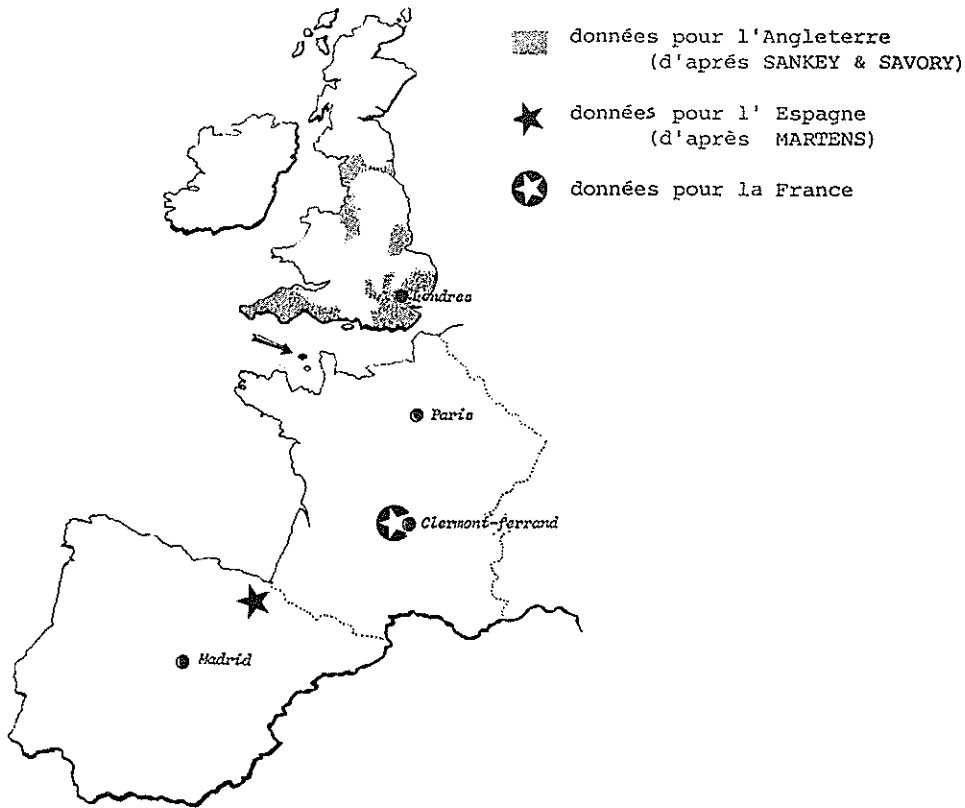 données pour l'Angleterre
(d'aprés SANKEY & SAVORY)
données pour l' Espagne
(d'après MARTENS)
données pour la France
Londres
Paris
Clermont-ferrand
Madrid